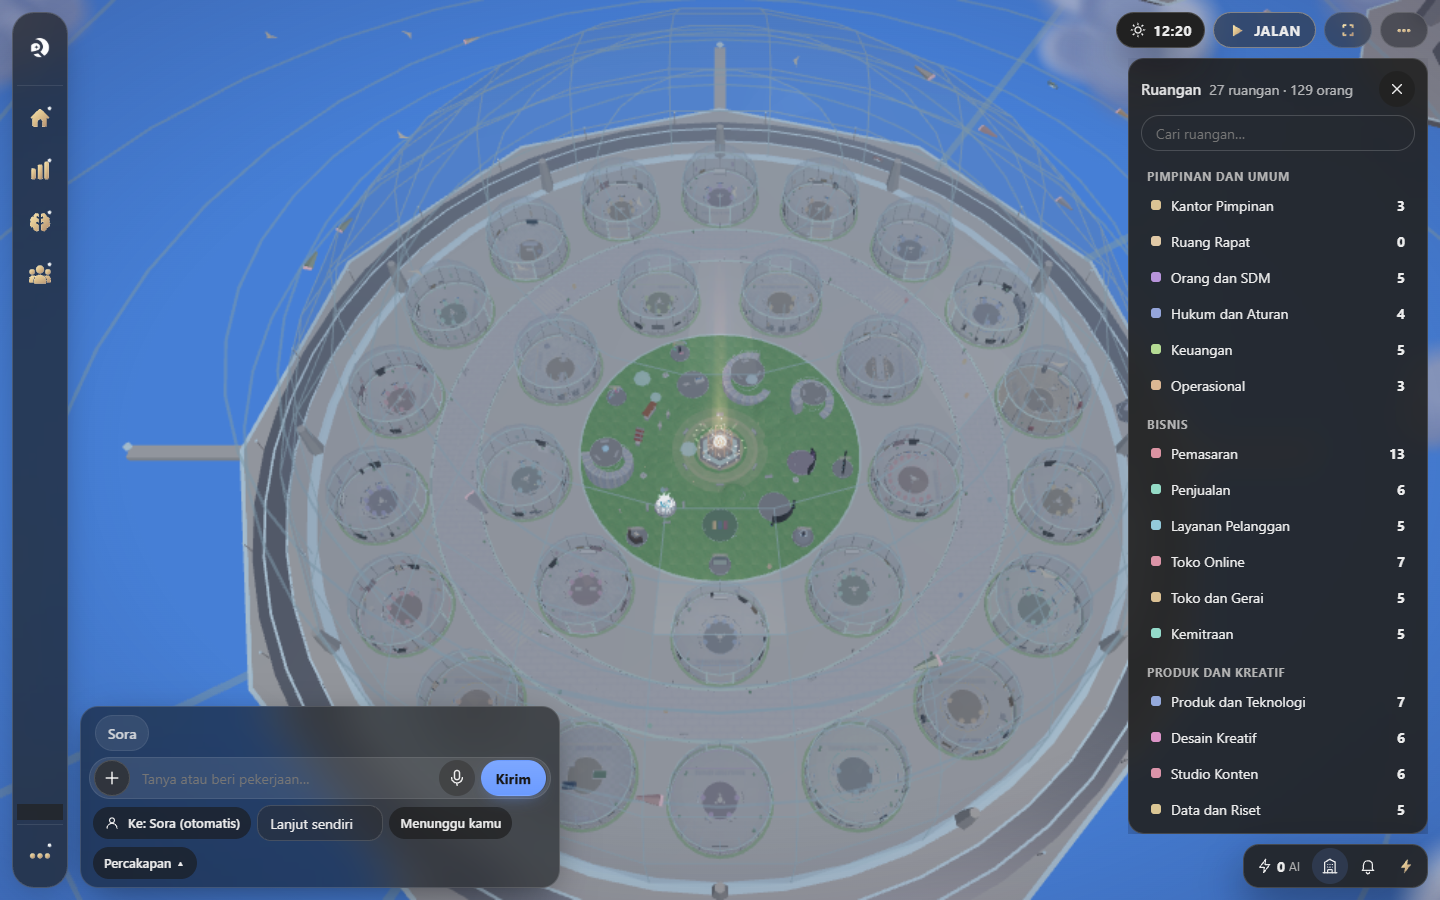 12:20
JALAN
Ruangan 27 ruangan · 129 orang
Cari ruangan...
PIMPINAN DAN UMUM
Kantor Pimpinan 3
Ruang Rapat 0
Orang dan SDM 5
Hukum dan Aturan 4
Keuangan 5
Operasional 3
BISNIS
Pemasaran 13
Penjualan 6
Layanan Pelanggan 5
Toko Online 7
Toko dan Gerai 5
Kemitraan 5
PRODUK DAN KREATIF
Produk dan Teknologi 7
Desain Kreatif 6
Studio Konten 6
Data dan Riset 5
Sora
Tanya atau beri pekerjaan...
Kirim
Ke: Sora (otomatis)
Lanjut sendiri
Menunggu kamu
Percakapan
0 AI